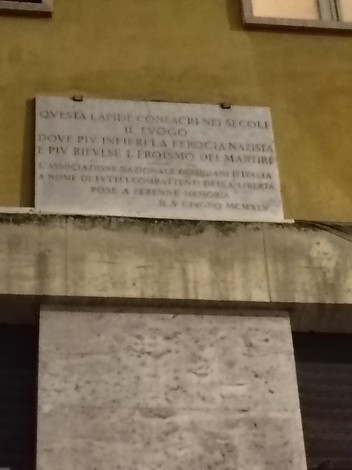 QVESTA LAPIDE CONSACRI NEI SECOLI
IL LVOGO
DOVE PIV INFIERI LA FEROCIA NAZISTA
E PIV RIFVLSE L'EROISMO DEI MARTIRI
L'ASSOCIAZIONE NAZIONALE PARTIGIANI D'ITALIA
A NOME DI TVTTI I COMBATTENTI DELLA LIBERTA
POSE A PERENNE MEMORIA
IL V GIVGNO MCMXLV